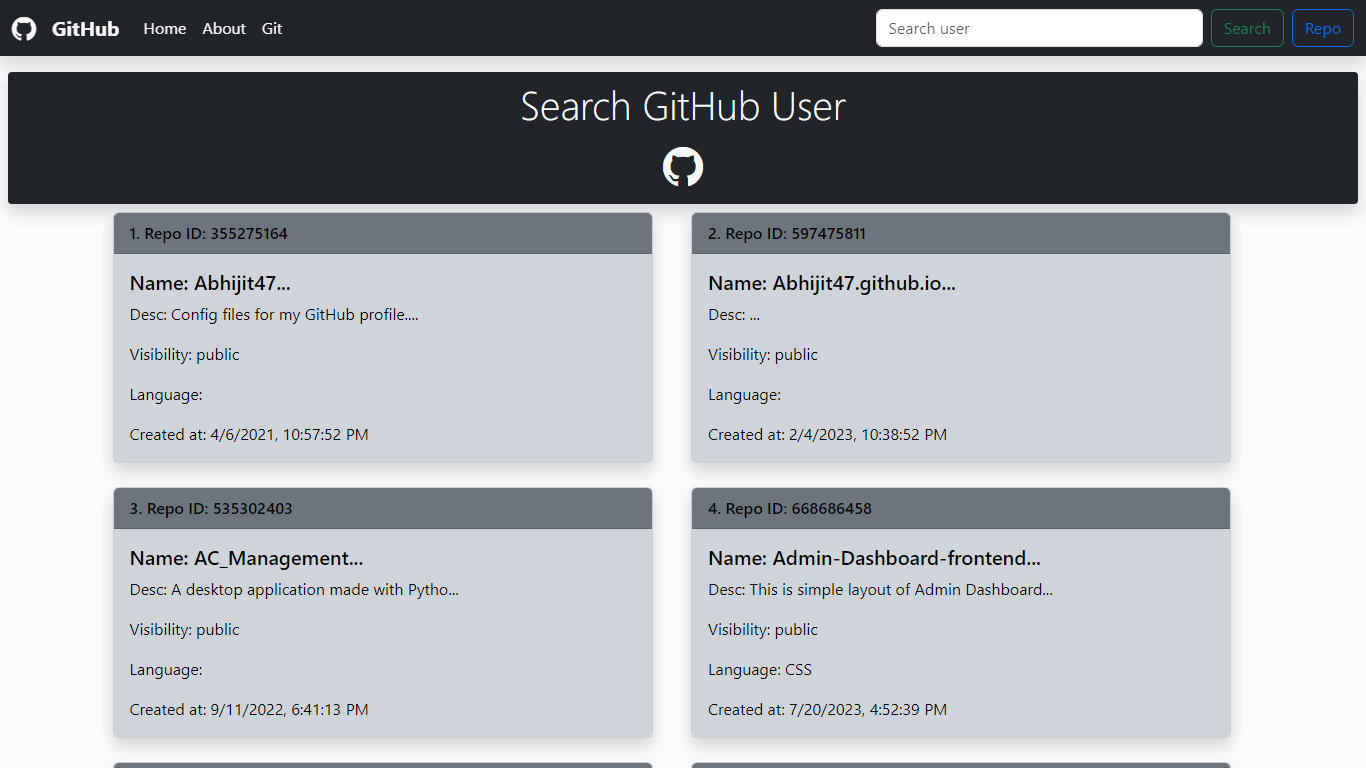 GitHub Home About Git Search user Search Repo
Search GitHub User
1. Repo ID: 355275164
Name: Abhijit47...
Desc: Config files for my GitHub profile....
Visibility: public
Language:
Created at: 4/6/2021, 10:57:52 PM
2. Repo ID: 597475811
Name: Abhijit47.github.io...
Desc: ...
Visibility: public
Language:
Created at: 2/4/2023, 10:38:52 PM
3. Repo ID: 535302403
Name: AC_Management...
Desc: A desktop application made with Pytho...
Visibility: public
Language:
Created at: 9/11/2022, 6:41:13 PM
4. Repo ID: 668686458
Name: Admin-Dashboard-frontend...
Desc: This is simple layout of Admin Dashboard...
Visibility: public
Language: CSS
Created at: 7/20/2023, 4:52:39 PM